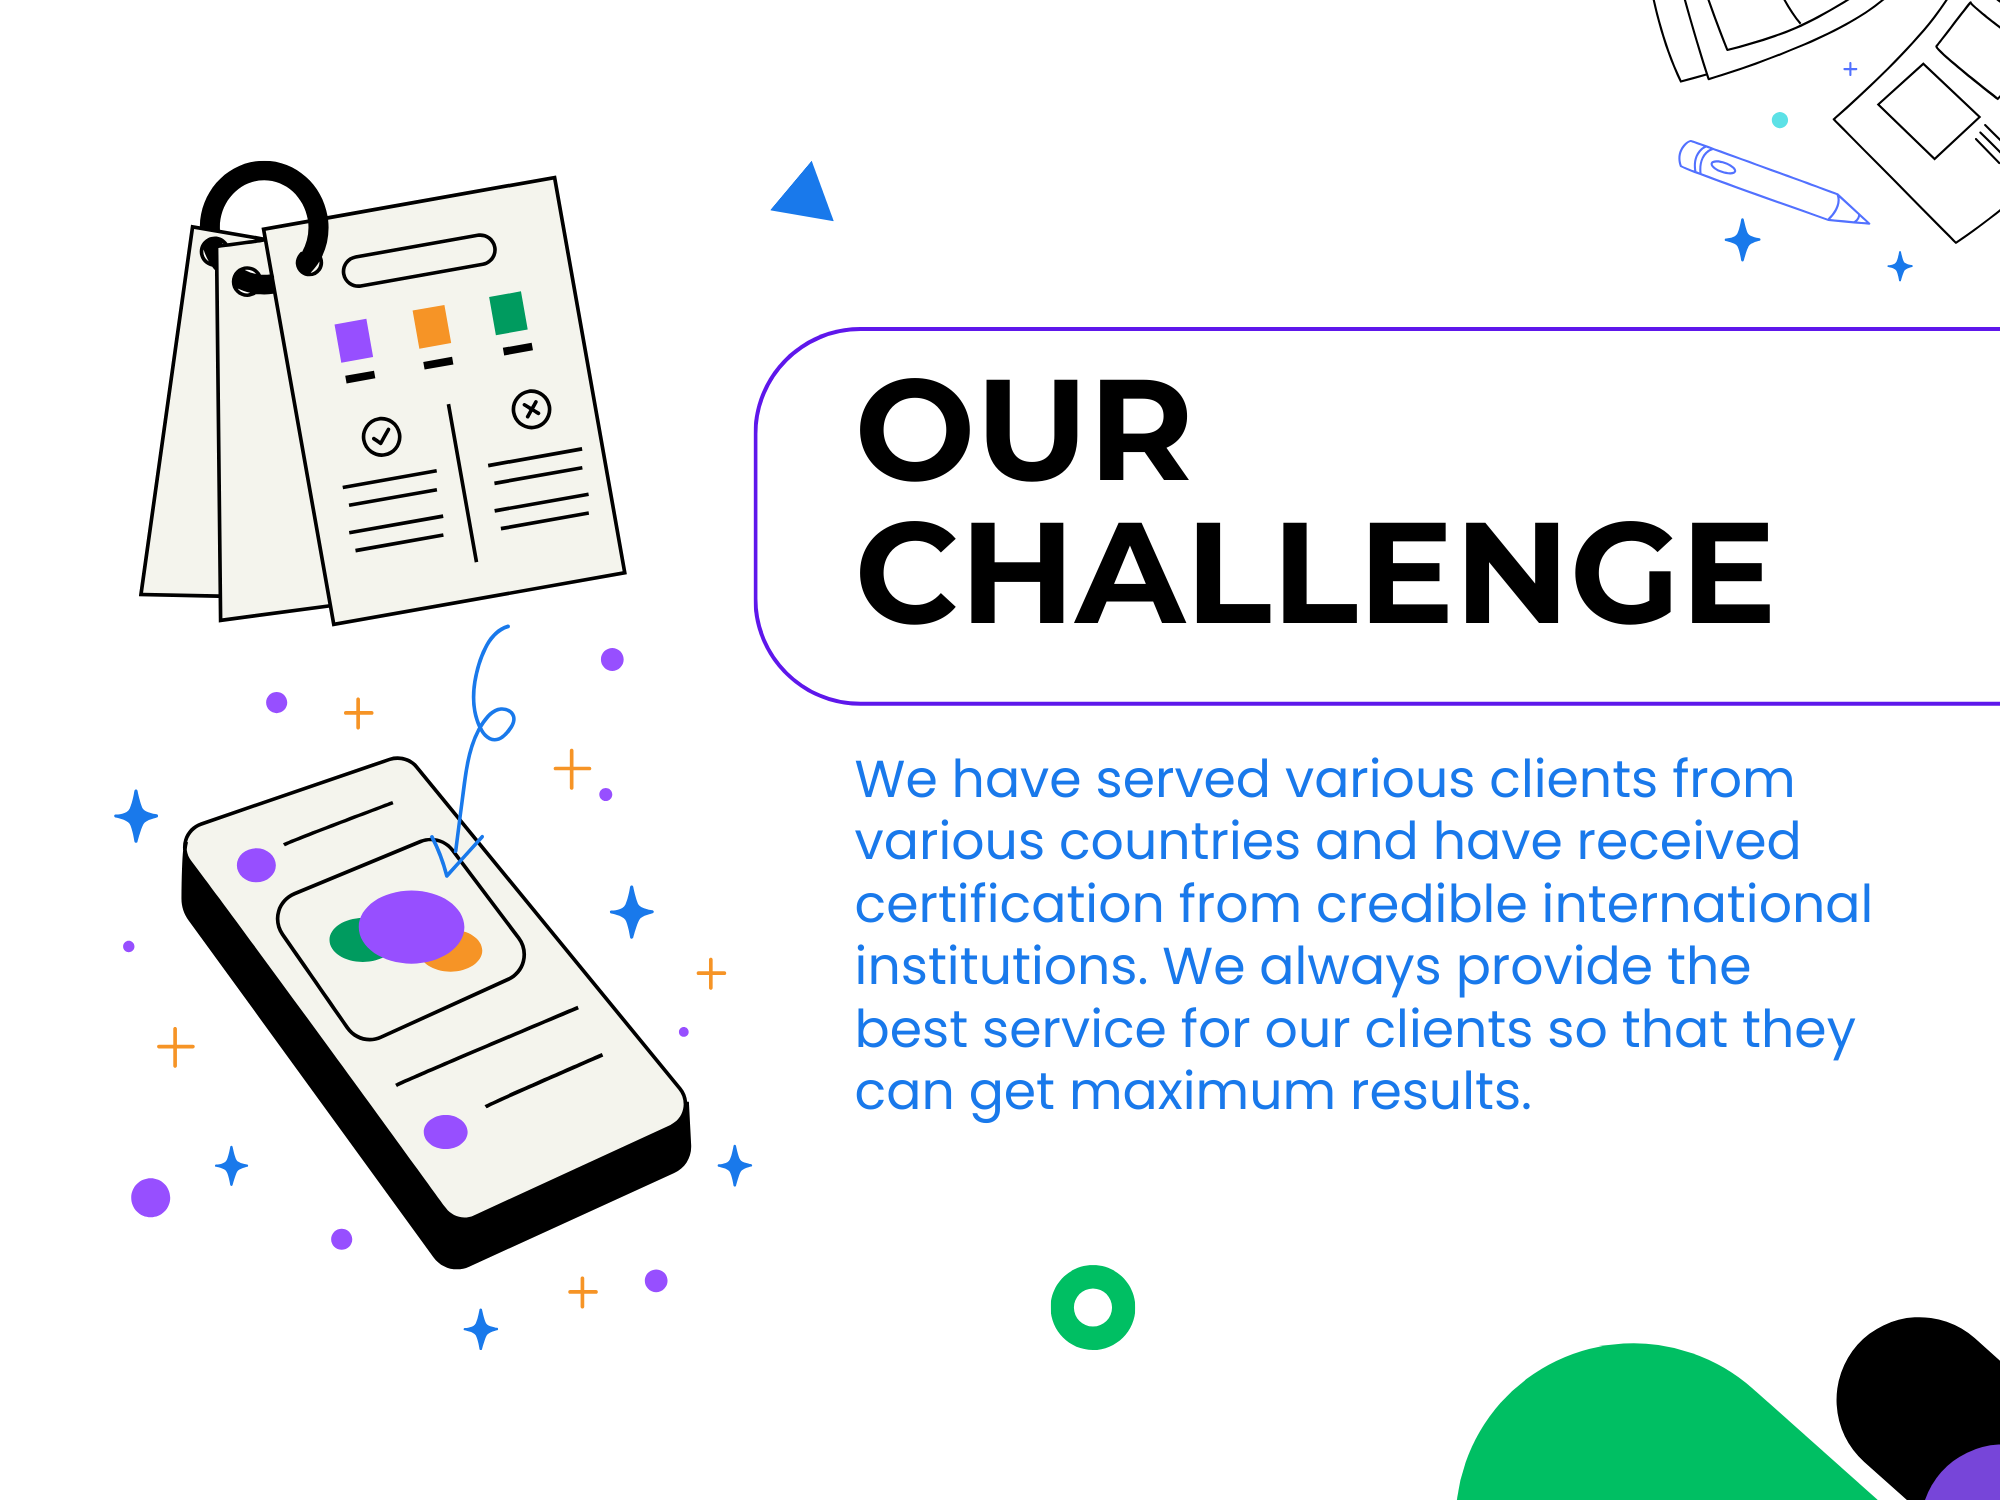 OUR
CHALLENGE
We have served various clients from
various countries and have received
certification from credible international
institutions. We always provide the
best service for our clients so that they
can get maximum results.